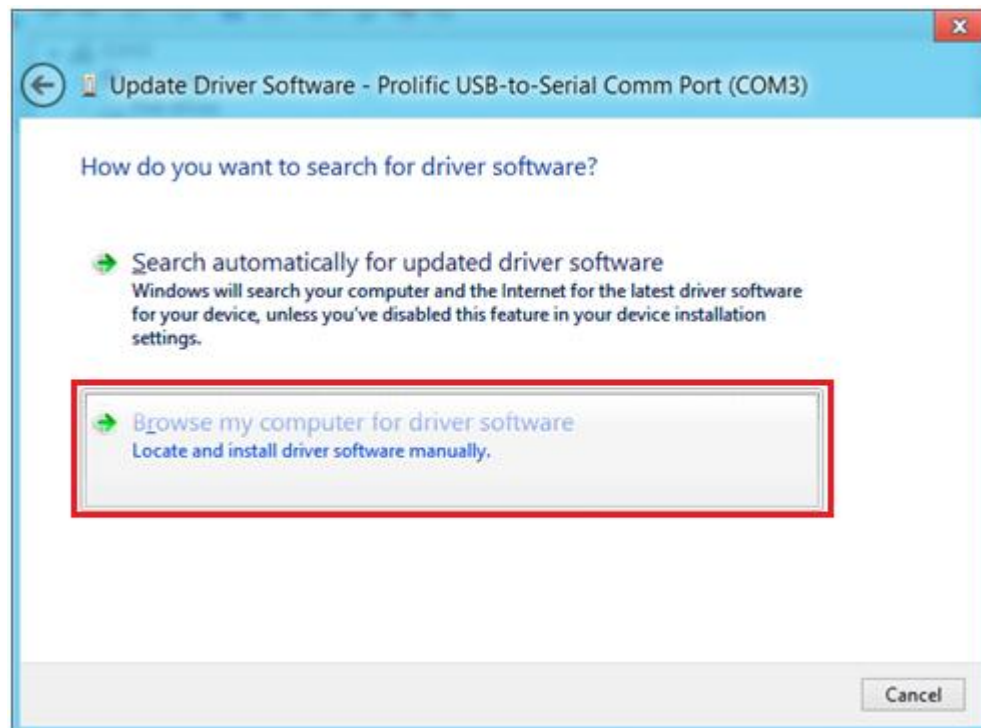 Update Driver Software - Prolific USB-to-Serial Comm Port (COM3)
How do you want to search for driver software?
Search automatically for updated driver software
Windows will search your computer and the Internet for the latest driver software
for your device, unless you've disabled this feature in your device installation
settings.
Browse my computer for driver software
Locate and install driver software manually.
Cancel